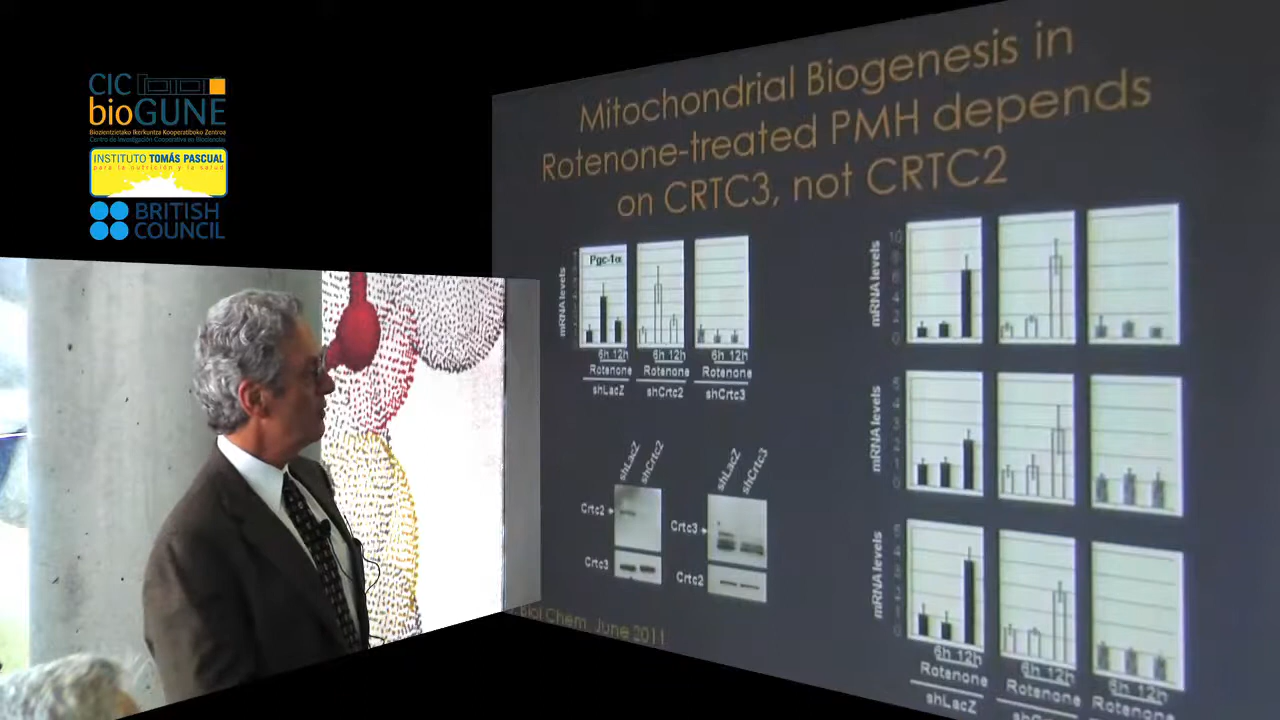 CIC
bioGUNE
Biozientzietako Ikerkuntza Kooperatiboko Zentroa
Centro de Investigación Cooperativa en Biociencias
INSTITUTO TOMÁS PASCUAL
para la nutrición y la salud
BRITISH
COUNCIL
Mitochondrial Biogenesis in
Rotenone-treated PMH depends
on CRTC3, not CRTC2
mRNA levels
Pgc-1α
6h 12h 6h 12h 6h 12h
Rotenone Rotenone Rotenone
shLacZ shCrtc2 shCrtc3
shLacZ
shCrtc2
Crtc2
Crtc3
shLacZ
shCrtc3
Crtc3
Crtc2
mRNA levels
10
mRNA levels
mRNA levels
6h 12h 6h 12h 6h 12h
Rotenone Rotenone Rotenone
shLacZ
Biol Chem. June 2011